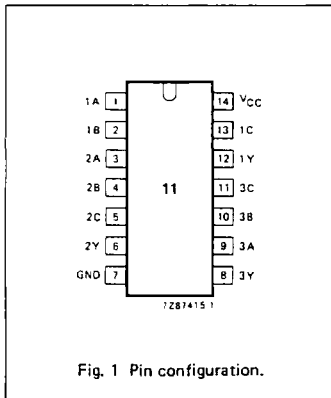 1A 1 14 VCC
1B 2 13 1C
2A 3 12 1Y
2B 4 11 11 3C
2C 5 10 3B
2Y 6 9 3A
GND 7 8 3Y
7Z87415.1
Fig. 1 Pin configuration.